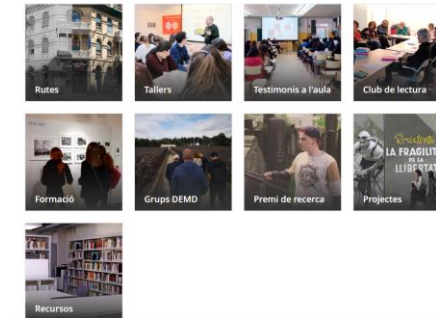 Rutes
Tallers
Testimonis a l'aula
Club de lectura
Formació
Grups DEMD
Premi de recerca
Resistents
LA FRAGILITAT
DE LA
LLIBERTAT
Projectes
Recursos